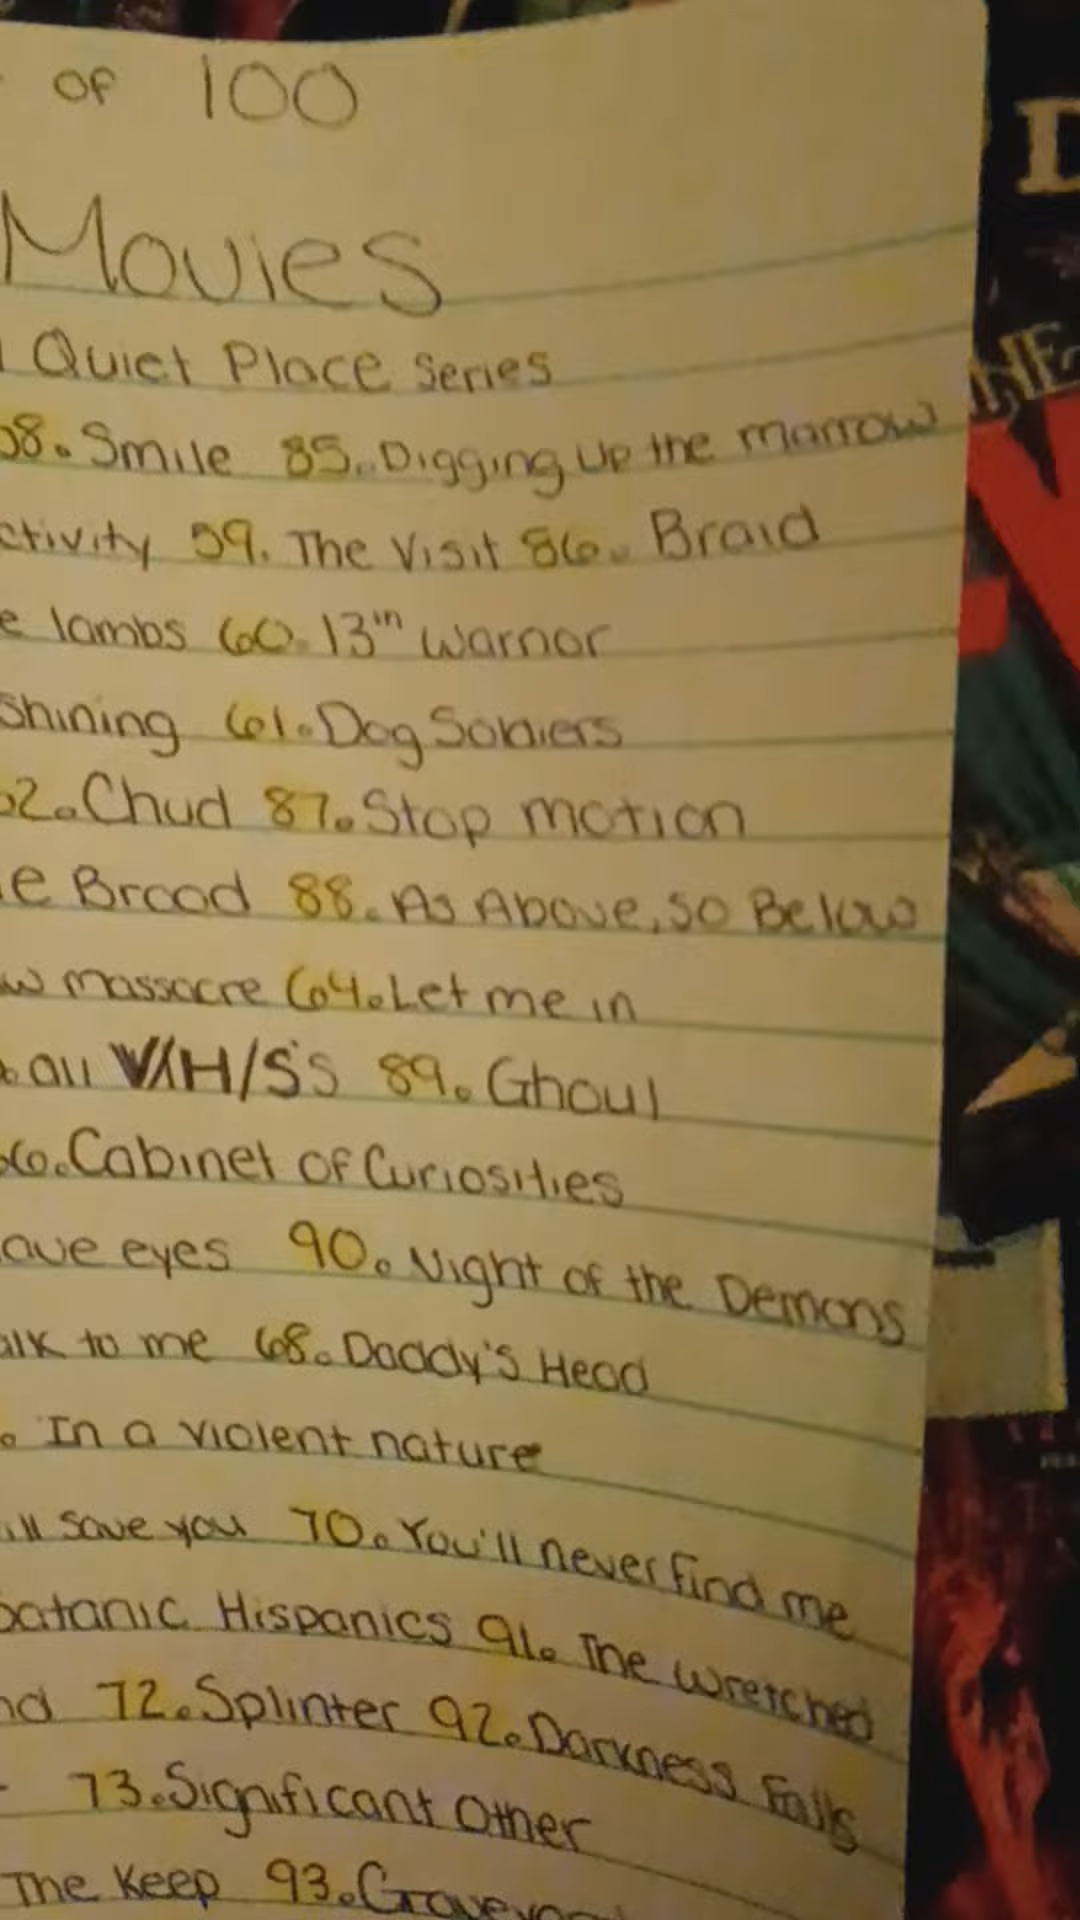 of 100
Movies
Quiet Place Series
58. Smile 85. Digging Up the marrow
ctivity 59. The Visit 86. Braid
e lambs 60. 13th Warrior
Shining 61. Dog Soldiers
62. Chud 87. Stop motion
e Brood 88. As Above, so Below
w massacre 64. Let me in
all V/H/S's 89. Ghoul
66. Cabinet of Curiosities
ave eyes 90. Night of the Demons
alk to me 68. Daddy's Head
. In a violent nature
ill save you 70. You'll never find me
Satanic Hispanics 91. The wretched
nd 72. Splinter 92. Darkness Falls
73. Significant Other
The Keep 93.
D